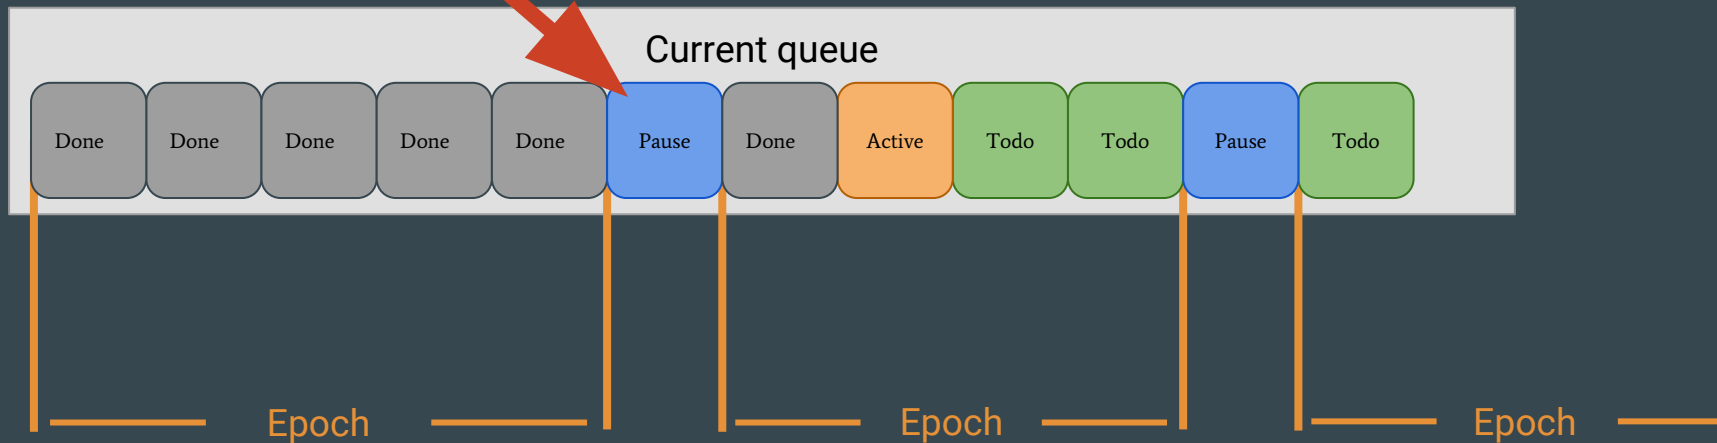 Current queue
Done Done Done Done Done Pause Done Active Todo Todo Pause Todo
Epoch Epoch Epoch